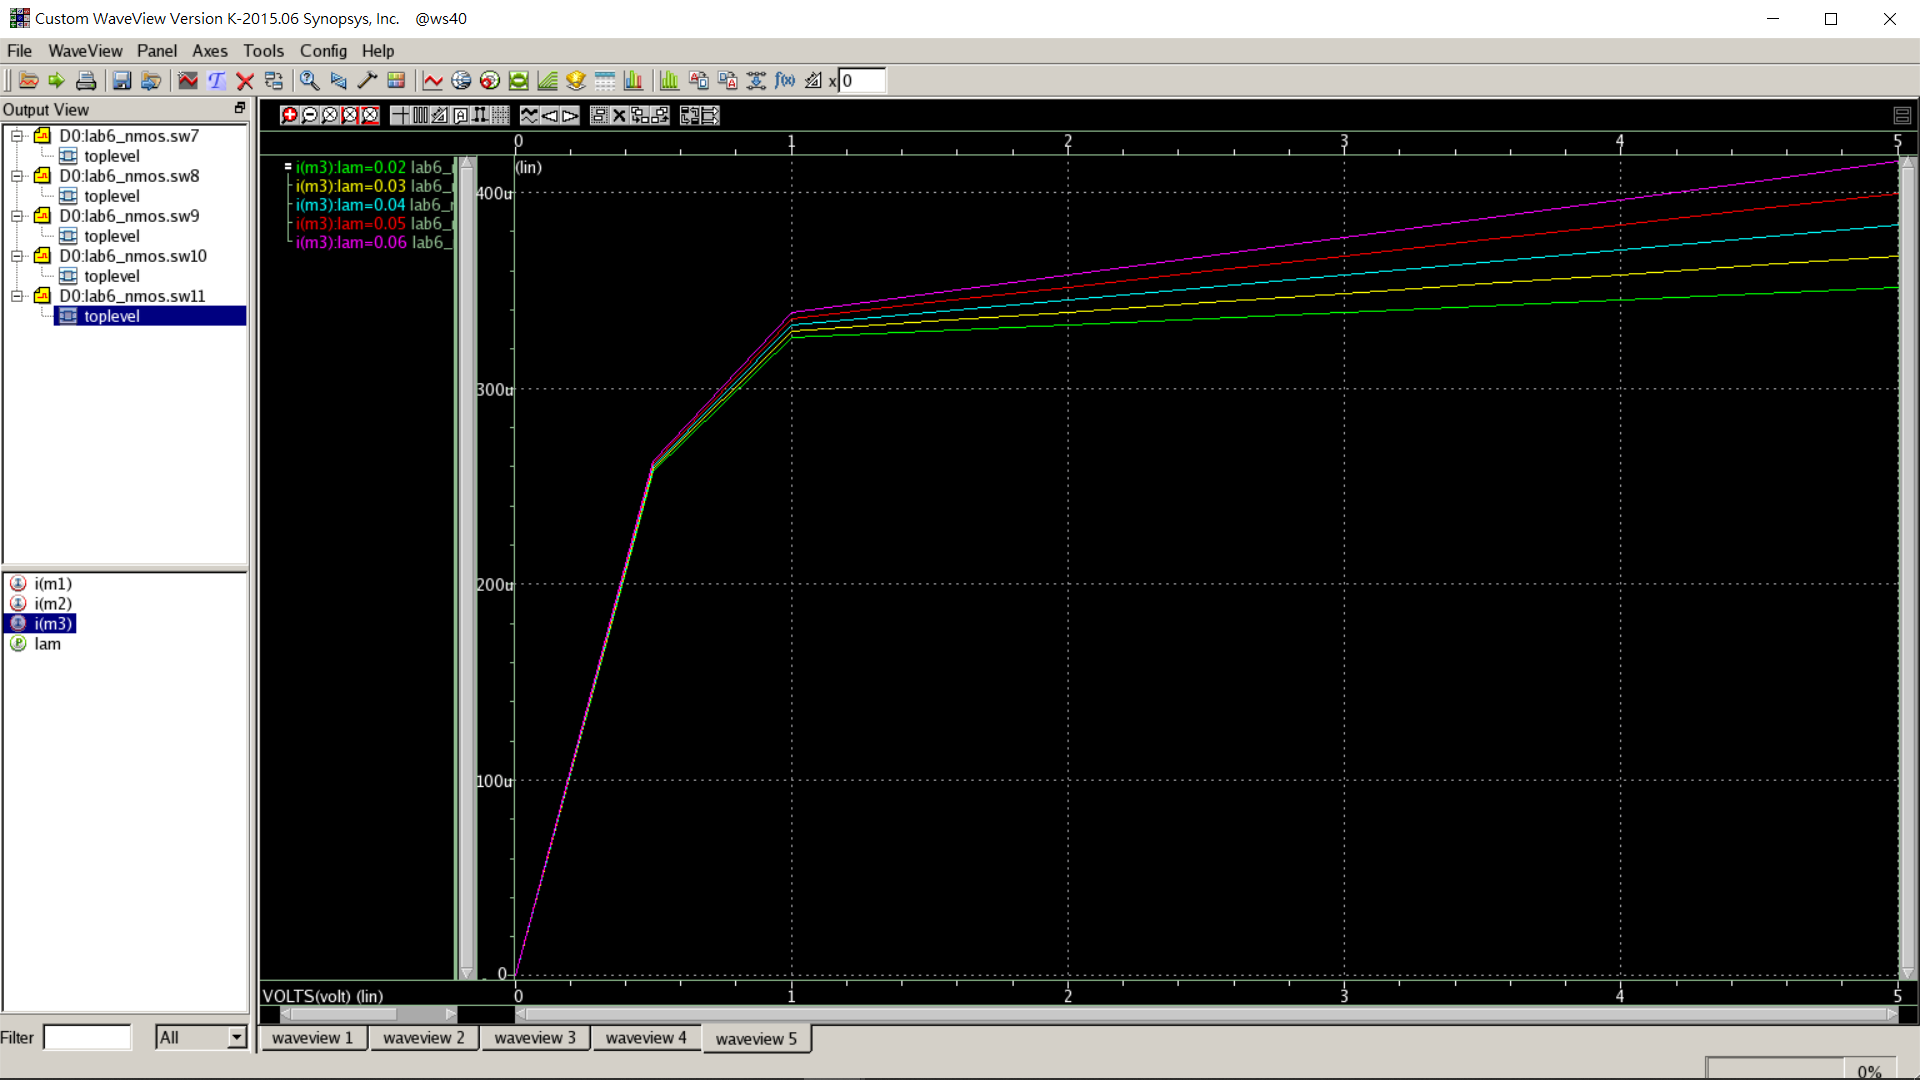 Custom WaveView Version K-2015.06 Synopsys, Inc. @ws40
File WaveView Panel Axes Tools Config Help
x 0
Output View
D0:lab6_nmos.sw7
toplevel
D0:lab6_nmos.sw8
toplevel
D0:lab6_nmos.sw9
toplevel
D0:lab6_nmos.sw10
toplevel
D0:lab6_nmos.sw11
toplevel
i(m1)
i(m2)
i(m3)
lam
Filter All
0 1 2 3 4 5
i(m3):lam=0.02 lab6_
i(m3):lam=0.03 lab6_
i(m3):lam=0.04 lab6_
i(m3):lam=0.05 lab6_
i(m3):lam=0.06 lab6_
(lin)
400u
300u
200u
100u
0
VOLTS(volt) (lin) 0 1 2 3 4 5
waveview 1 waveview 2 waveview 3 waveview 4 waveview 5
0%